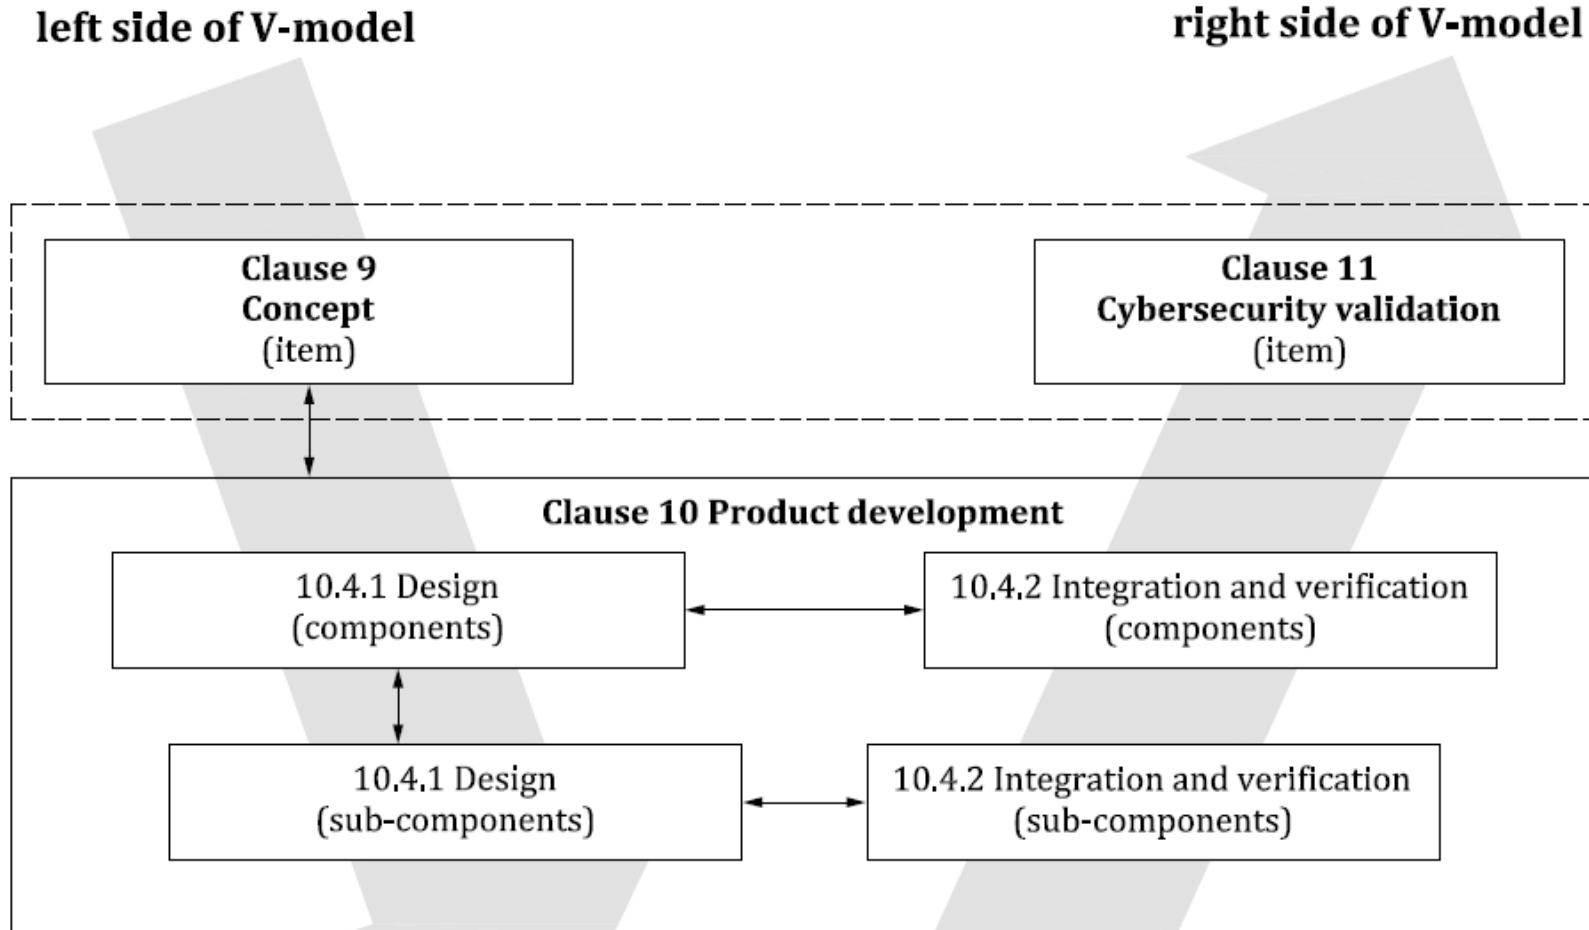 left side of V-model
right side of V-model
Clause 9
Concept
(item)
Clause 11
Cybersecurity validation
(item)
Clause 10 Product development
10.4.1 Design
(components)
10.4.2 Integration and verification
(components)
10.4.1 Design
(sub-components)
10.4.2 Integration and verification
(sub-components)